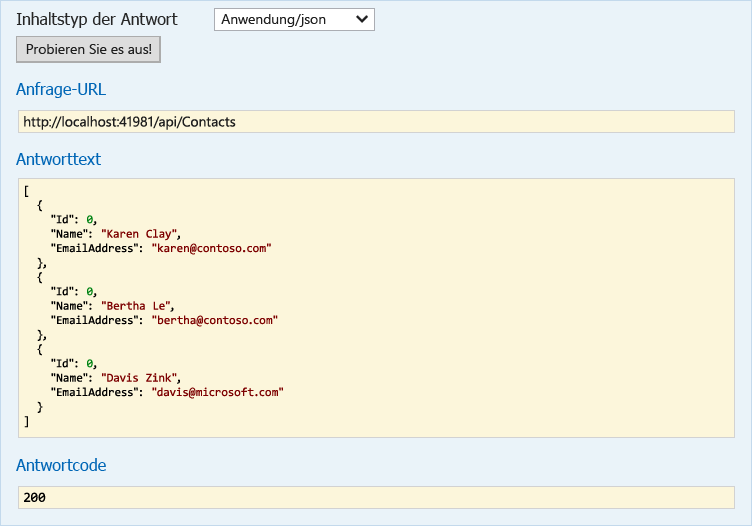 Inhaltstyp der Antwort Anwendung/json
Probieren Sie es aus!
Anfrage-URL
http://localhost:41981/api/Contacts
Antworttext
[
  {
    "Id": 0,
    "Name": "Karen Clay",
    "EmailAddress": "karen@contoso.com"
  },
  {
    "Id": 0,
    "Name": "Bertha Le",
    "EmailAddress": "bertha@contoso.com"
  },
  {
    "Id": 0,
    "Name": "Davis Zink",
    "EmailAddress": "davis@microsoft.com"
  }
]
Antwortcode
200